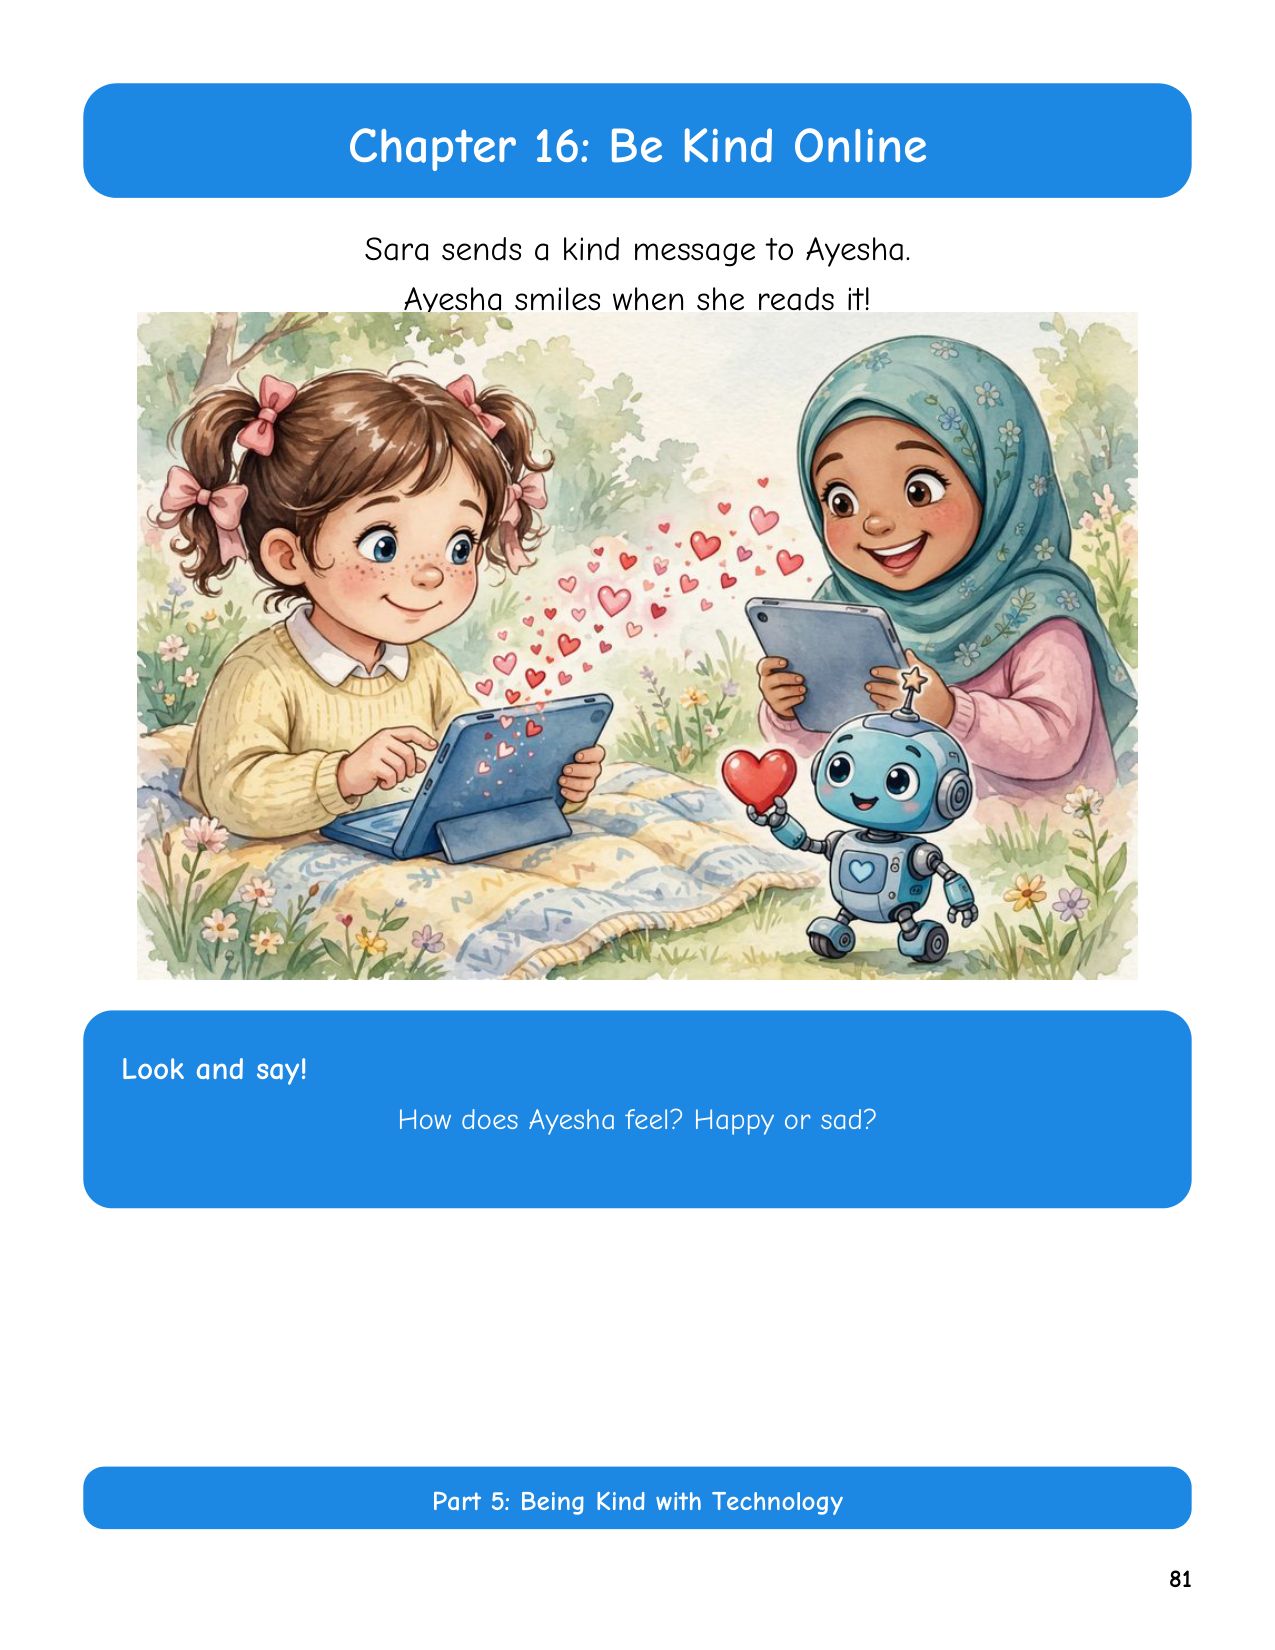 Chapter 16: Be Kind Online
Sara sends a kind message to Ayesha.
Ayesha smiles when she reads it!
Look and say!
How does Ayesha feel? Happy or sad?
Part 5: Being Kind with Technology
81